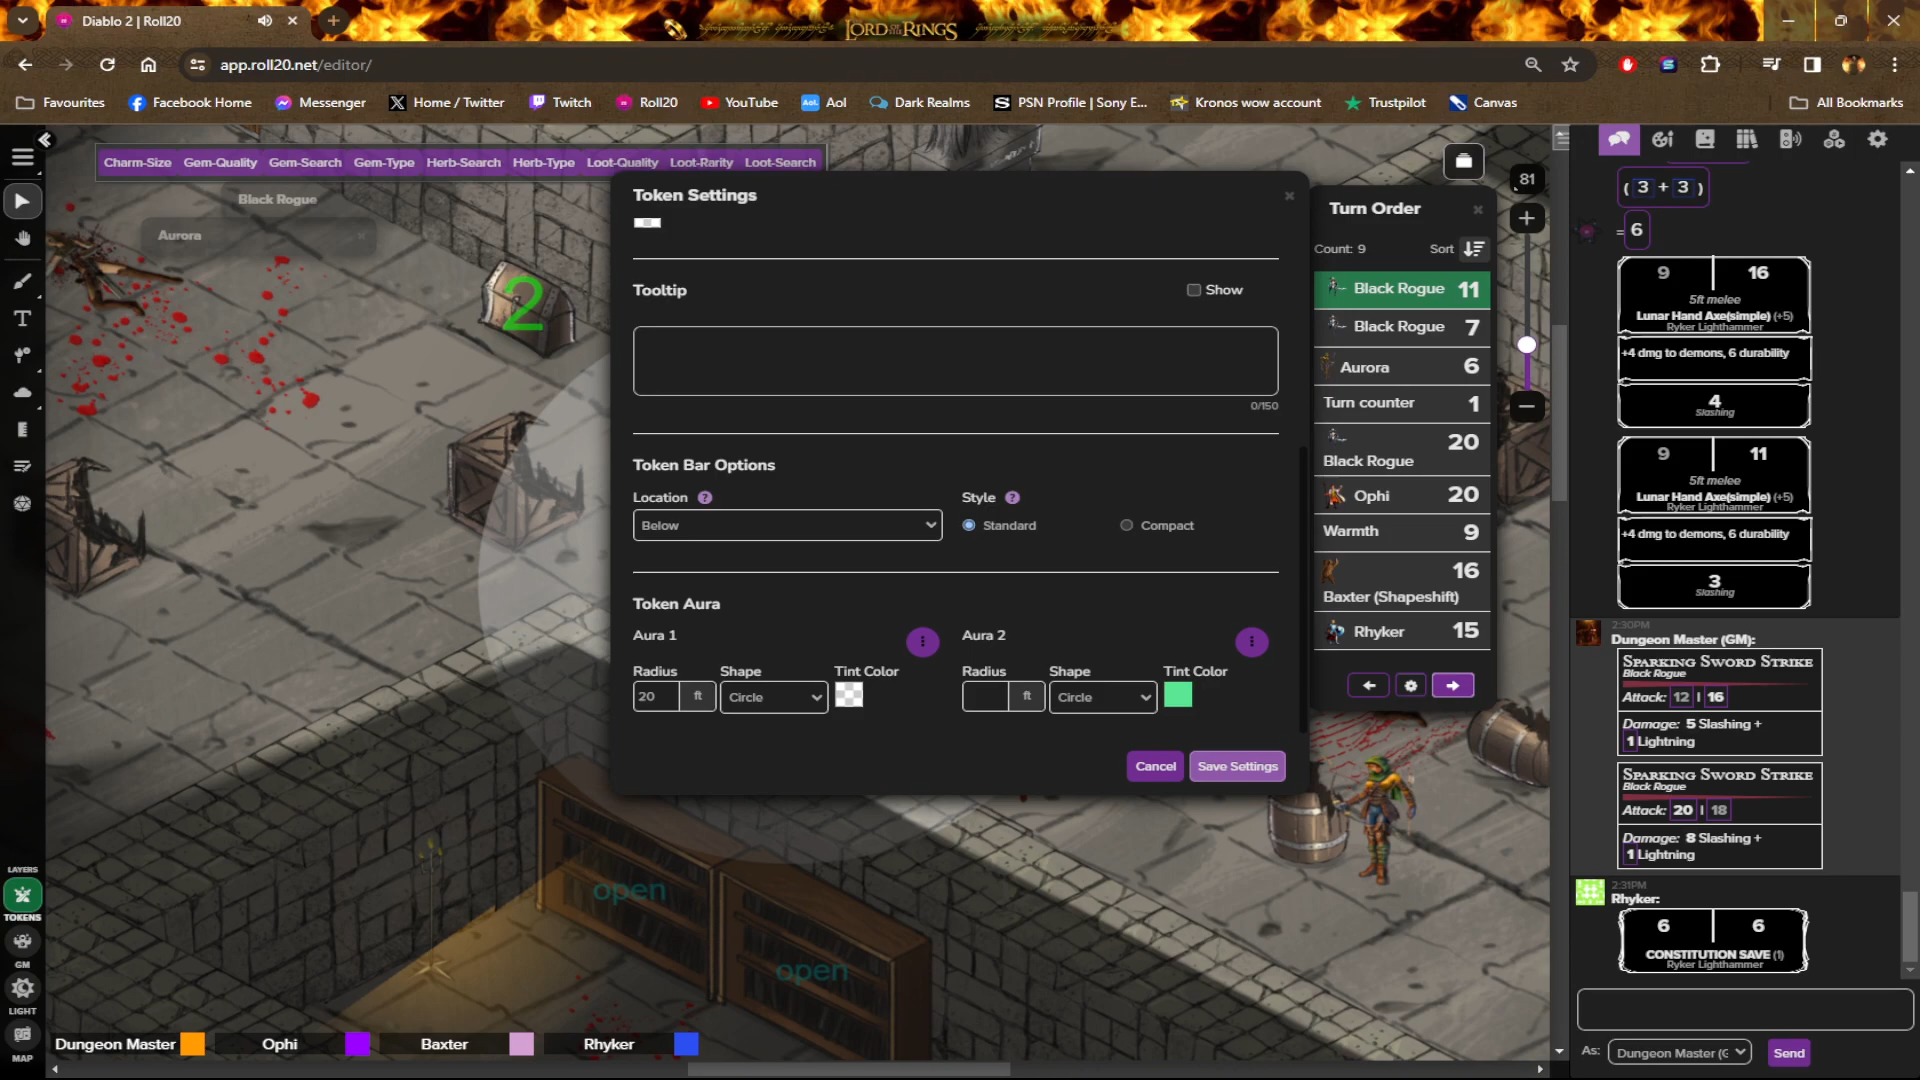 Diablo 2 | Roll20
THE LORD OF THE RINGS
app.roll20.net/editor/
Favourites
Facebook Home
Messenger
Home / Twitter
Twitch
Roll20
YouTube
Aol
Dark Realms
PSN Profile | Sony E...
Kronos wow account
Trustpilot
Canvas
All Bookmarks
Charm-Size
Gem-Quality
Gem-Search
Gem-Type
Herb-Search
Herb-Type
Loot-Quality
Loot-Rarity
Loot-Search
Black Rogue
Aurora
2
open
open
Token Settings
Tooltip
Show
0/150
Token Bar Options
Location ?
Style ?
Below
Standard
Compact
Token Aura
Aura 1
Aura 2
Radius
Shape
Tint Color
Radius
Shape
Tint Color
20
ft
Circle
ft
Circle
Cancel
Save Settings
Turn Order
Count: 9
Sort
Black Rogue 11
Black Rogue 7
Aurora 6
Turn counter 1
20
Black Rogue
Ophi 20
Warmth 9
16
Baxter (Shapeshift)
Rhyker 15
81
LAYERS
TOKENS
GM
LIGHT
MAP
Dungeon Master
Ophi
Baxter
Rhyker
( 3 + 3 )
= 6
9 16
5ft melee
Lunar Hand Axe(simple) (+5)
Ryker Lighthammer
+4 dmg to demons, 6 durability
4
Slashing
9 11
5ft melee
Lunar Hand Axe(simple) (+5)
Ryker Lighthammer
+4 dmg to demons, 6 durability
3
Slashing
2:30PM
Dungeon Master (GM):
SPARKING SWORD STRIKE
Black Rogue
Attack: 12 | 16
Damage: 5 Slashing +
1 Lightning
SPARKING SWORD STRIKE
Black Rogue
Attack: 20 | 18
Damage: 8 Slashing +
1 Lightning
2:31PM
Rhyker:
6 6
CONSTITUTION SAVE (1)
Ryker Lighthammer
As:
Dungeon Master (G
Send